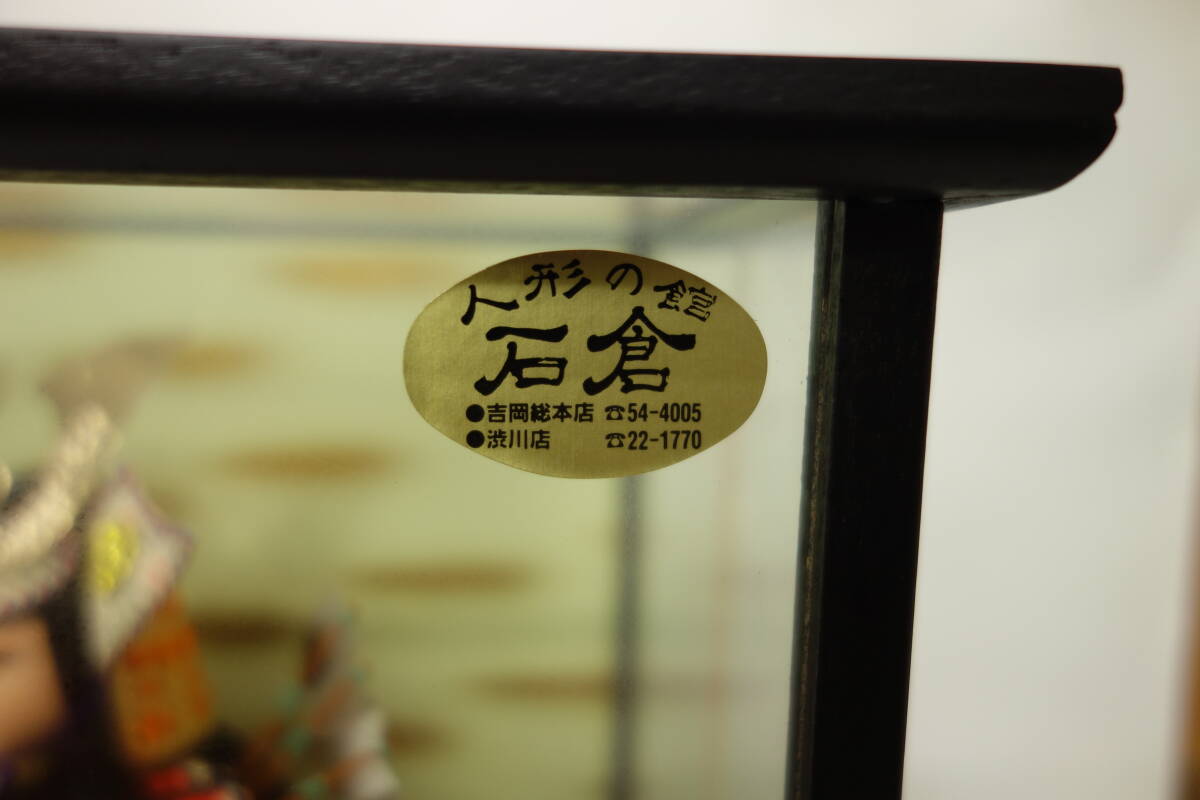 人形の館
石倉
●吉岡総本店 ☎54-4005
●渋川店 ☎22-1770